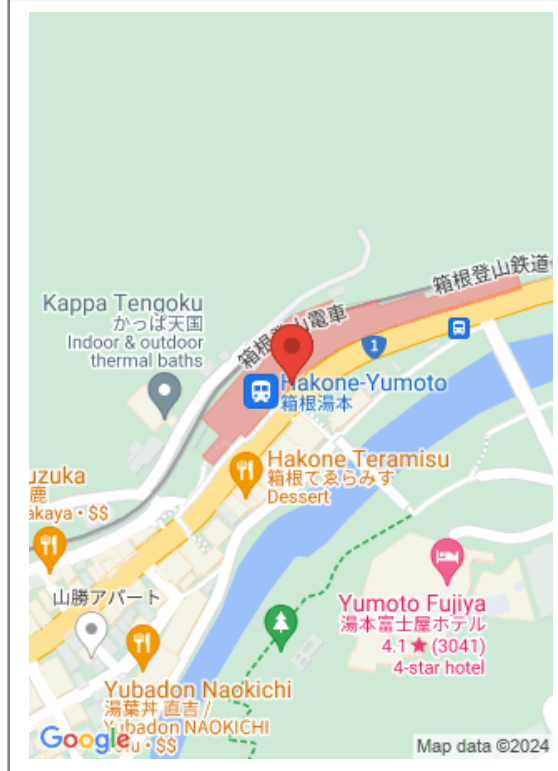 箱根登山鉄道
箱根登山電車
Kappa Tengoku
かっぱ天国
Indoor & outdoor
thermal baths
1
Hakone-Yumoto
箱根湯本
Hakone Teramisu
箱根てゑらみす
Dessert
uzuka
鹿
akaya · $$
山勝アパート
Yumoto Fujiya
湯本富士屋ホテル
4.1★ (3041)
4-star hotel
Yubadon Naokichi
湯葉丼 直吉 /
Yubadon NAOKICHI
· $$
Google
Map data ©2024